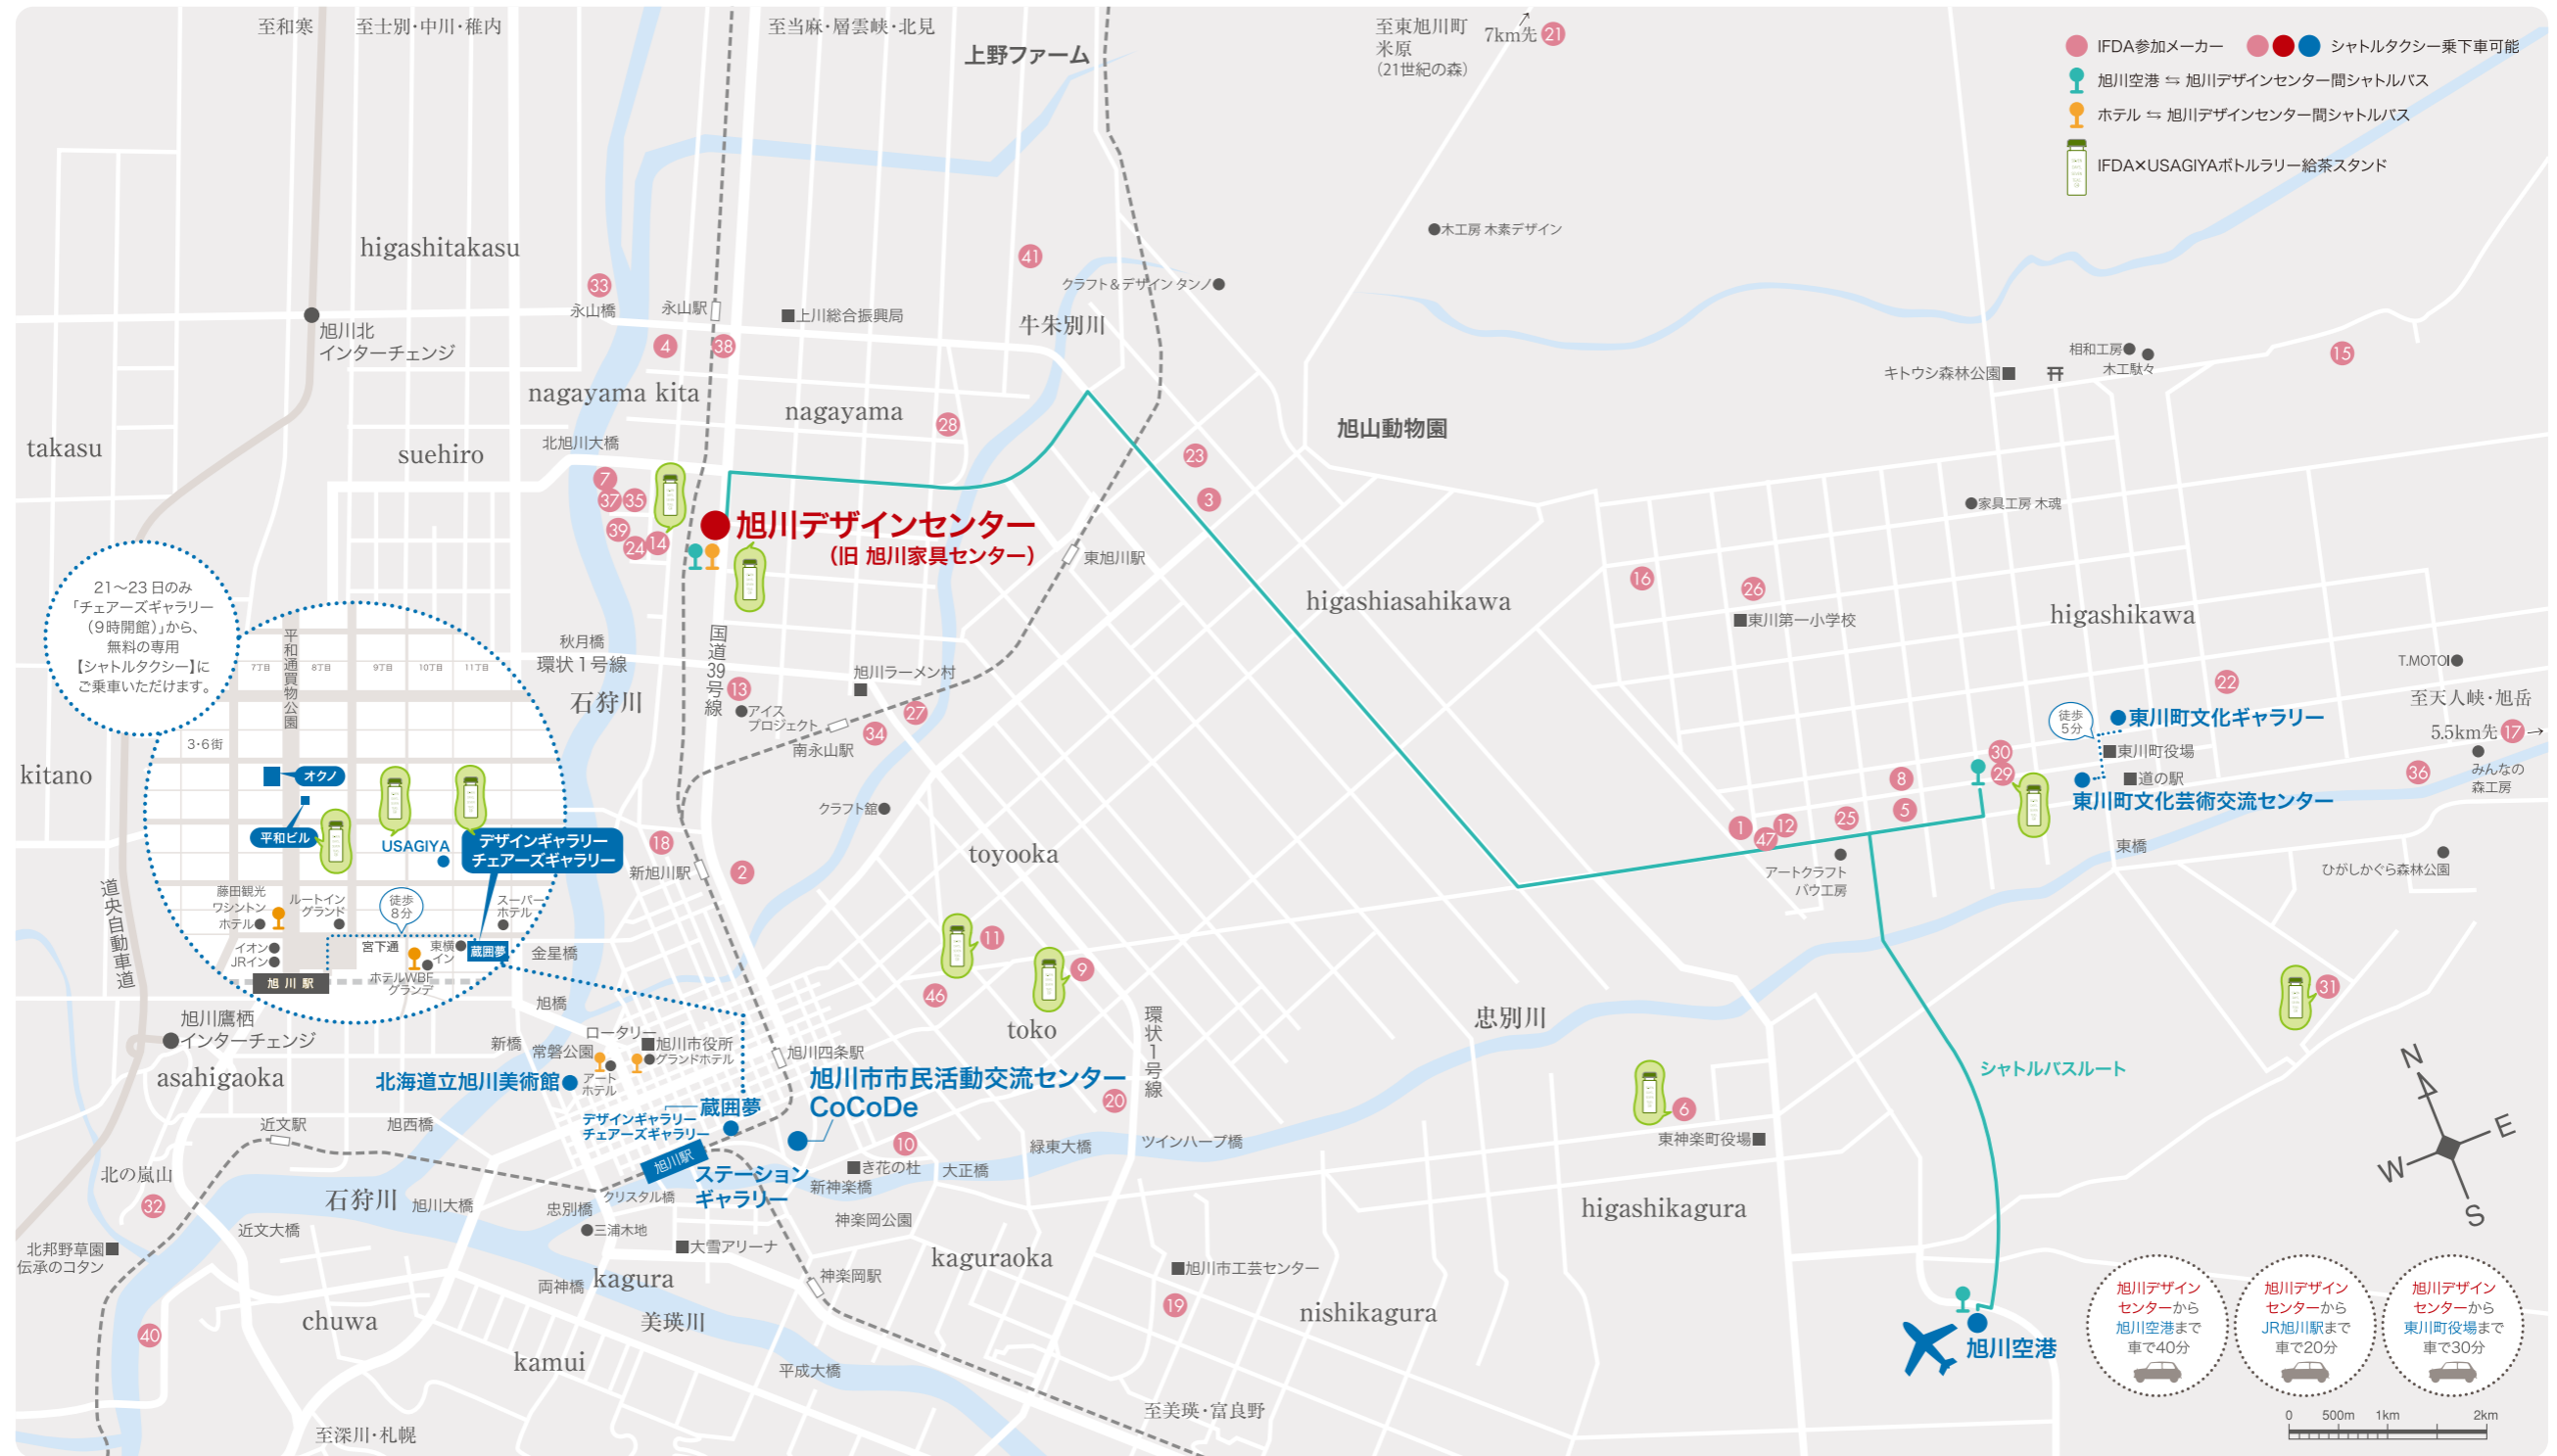 至和寒
至士別・中川・稚内
至当麻・層雲峡・北見
上野ファーム
至東旭川町
米原
(21世紀の森)
7km先 21
IFDA参加メーカー
シャトルタクシー乗下車可能
旭川空港 ⇆ 旭川デザインセンター間シャトルバス
ホテル ⇆ 旭川デザインセンター間シャトルバス
IFDA×USAGIYAボトルラリー給茶スタンド
higashitakasu
33
永山橋
永山駅
上川総合振興局
41
クラフト&デザイン タンノ
牛朱別川
木工房 木素デザイン
旭川北
インターチェンジ
4
38
nagayama kita
nagayama
28
相和工房
木工駄々
キトウシ森林公園
15
takasu
suehiro
北旭川大橋
旭山動物園
23
3
7
37
35
39
24
14
旭川デザインセンター
(旧 旭川家具センター)
東旭川駅
家具工房 木魂
16
26
東川第一小学校
higashiasahikawa
higashikawa
21〜23日のみ
「チェアーズギャラリー
(9時開館)」から、
無料の専用
【シャトルタクシー】に
ご乗車いただけます。
平和通買物公園
7丁目
8丁目
9丁目
10丁目
11丁目
3・6街
オクノ
平和ビル
USAGIYA
デザインギャラリー
チェアーズギャラリー
藤田観光
ワシントン
ホテル
ルートイン
グランド
徒歩
8分
スーパー
ホテル
イオン
JRイン
宮下通
東横
イン
蔵囲夢
ホテルWBF
グランデ
旭川駅
秋月橋
環状1号線
石狩川
国道39号線
13
アイス
プロジェクト
旭川ラーメン村
27
34
南永山駅
クラフト舘
T.MOTOI
22
至天人峡・旭岳
5.5km先 17 →
みんなの
森工房
36
徒歩
5分
東川町文化ギャラリー
東川町役場
道の駅
東川町文化芸術交流センター
30
29
8
5
25
12
47
1
アートクラフト
バウ工房
東橋
ひがしかぐら森林公園
kitano
道央自動車道
18
新旭川駅
2
toyooka
金星橋
11
9
46
toko
環状1号線
忠別川
31
旭橋
旭川鷹栖
インターチェンジ
新橋
ロータリー
常磐公園
旭川市役所
グランドホテル
アート
ホテル
旭川四条駅
asahigaoka
北海道立旭川美術館
旭川市市民活動交流センター
CoCoDe
蔵囲夢
デザインギャラリー
チェアーズギャラリー
20
シャトルバスルート
6
東神楽町役場
近文駅
旭西橋
旭川駅
ステーション
ギャラリー
10
き花の杜
大正橋
緑東大橋
ツインハープ橋
新神楽橋
北の嵐山
32
石狩川
旭川大橋
忠別橋
クリスタル橋
三浦木地
近文大橋
北邦野草園
伝承のコタン
大雪アリーナ
神楽岡公園
kaguraoka
higashikagura
両神橋
kagura
神楽岡駅
旭川市工芸センター
19
nishikagura
chuwa
美瑛川
40
kamui
平成大橋
至深川・札幌
至美瑛・富良野
旭川空港
N
E
W
S
旭川デザイン
センターから
旭川空港まで
車で40分
旭川デザイン
センターから
JR旭川駅まで
車で20分
旭川デザイン
センターから
東川町役場まで
車で30分
0 500m 1km 2km